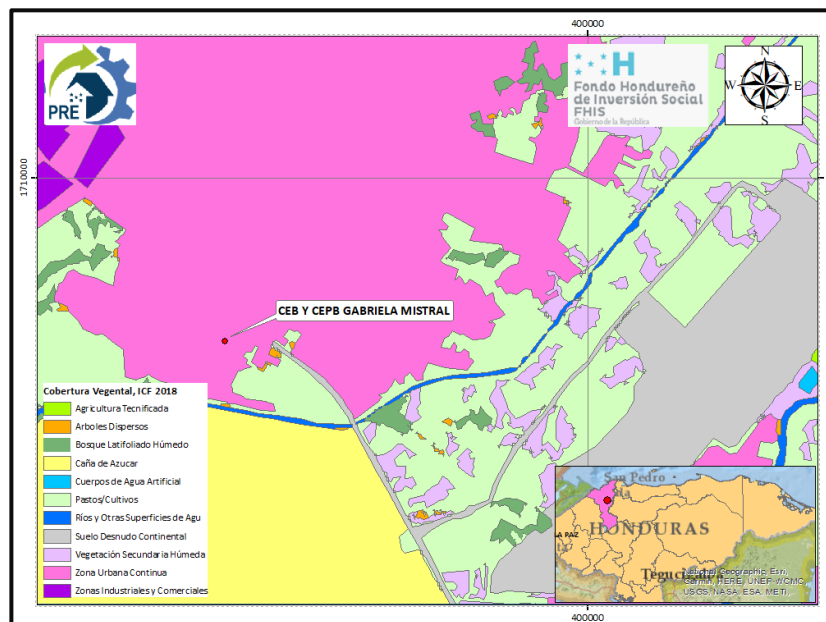 400000
PRE
H
Fondo Hondureño
de Inversión Social
FHIS
Gobierno de la República
N
W
E
S
1710000
1710000
CEB Y CEPB GABRIELA MISTRAL
Cobertura Vegental, ICF 2018
Agricultura Tecnificada
Arboles Dispersos
Bosque Latifoliado Húmedo
Caña de Azucar
Cuerpos de Agua Artificial
Pastos/Cultivos
Ríos y Otras Superficies de Agu
Suelo Desnudo Continental
Vegetación Secundaria Húmeda
Zona Urbana Continua
Zonas Industriales y Comerciales
San Pedro
HONDURAS
LA PAZ
Tegucigalpa
National Geographic, Esri,
Garmin, HERE, UNEP-WCMC,
USGS, NASA, ESA, METI,
400000